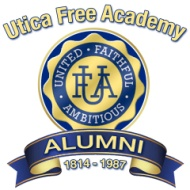 Utica Free Academy
UNITED · FAITHFUL · AMBITIOUS
UFA
ALUMNI
1814 - 1987